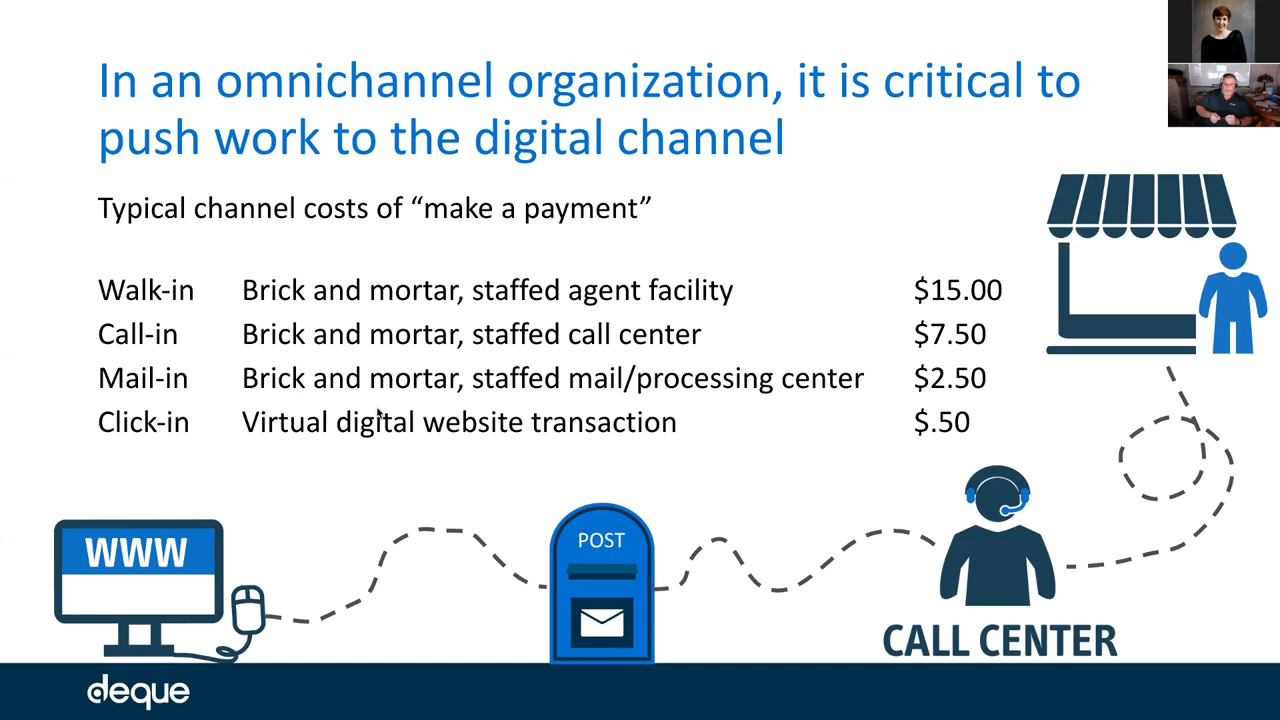 In an omnichannel organization, it is critical to
push work to the digital channel
Typical channel costs of “make a payment”
Walk-in Brick and mortar, staffed agent facility $15.00
Call-in Brick and mortar, staffed call center $7.50
Mail-in Brick and mortar, staffed mail/processing center $2.50
Click-in Virtual digital website transaction $.50
WWW
POST
CALL CENTER
deque